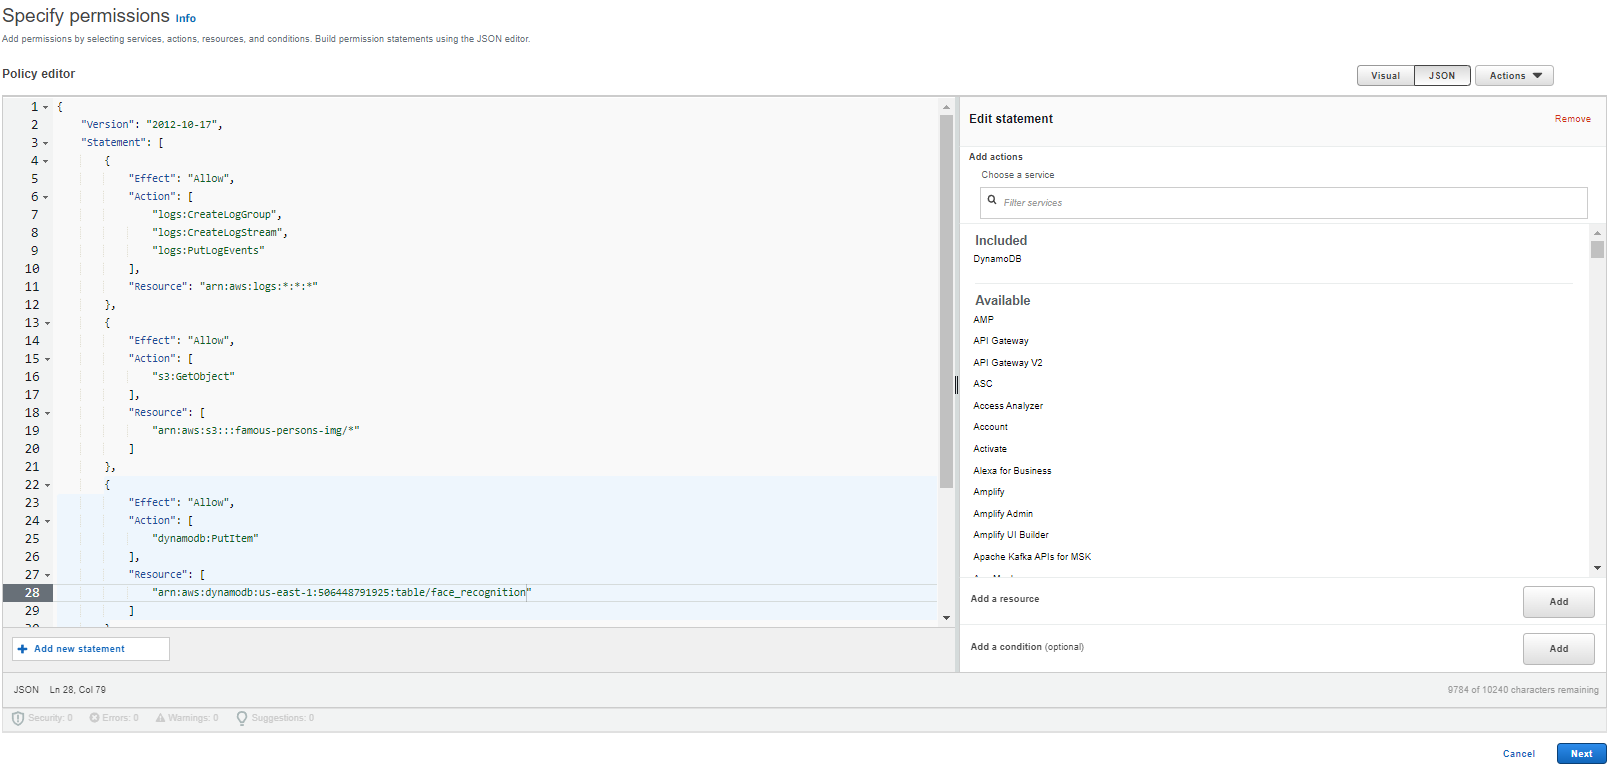 Specify permissions Info
Add permissions by selecting services, actions, resources, and conditions. Build permission statements using the JSON editor.
Policy editor
Visual JSON Actions
1 {
2 "Version": "2012-10-17",
3 "Statement": [
4 {
5 "Effect": "Allow",
6 "Action": [
7 "logs:CreateLogGroup",
8 "logs:CreateLogStream",
9 "logs:PutLogEvents"
10 ],
11 "Resource": "arn:aws:logs:*:*:*"
12 },
13 {
14 "Effect": "Allow",
15 "Action": [
16 "s3:GetObject"
17 ],
18 "Resource": [
19 "arn:aws:s3:::famous-persons-img/*"
20 ]
21 },
22 {
23 "Effect": "Allow",
24 "Action": [
25 "dynamodb:PutItem"
26 ],
27 "Resource": [
28 "arn:aws:dynamodb:us-east-1:506448791925:table/face_recognition"
29 ]
+ Add new statement
Edit statement
Remove
Add actions
Choose a service
Filter services
Included
DynamoDB
Available
AMP
API Gateway
API Gateway V2
ASC
Access Analyzer
Account
Activate
Alexa for Business
Amplify
Amplify Admin
Amplify UI Builder
Apache Kafka APIs for MSK
Add a resource
Add
Add a condition (optional)
Add
JSON Ln 28, Col 79
9784 of 10240 characters remaining
Security: 0 Errors: 0 Warnings: 0 Suggestions: 0
Cancel Next